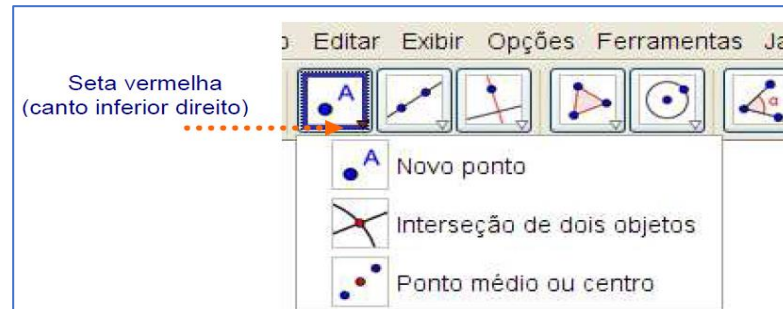 Editar Exibir Opções Ferramentas
Seta vermelha
(canto inferior direito)
A
α
A Novo ponto
Interseção de dois objetos
Ponto médio ou centro